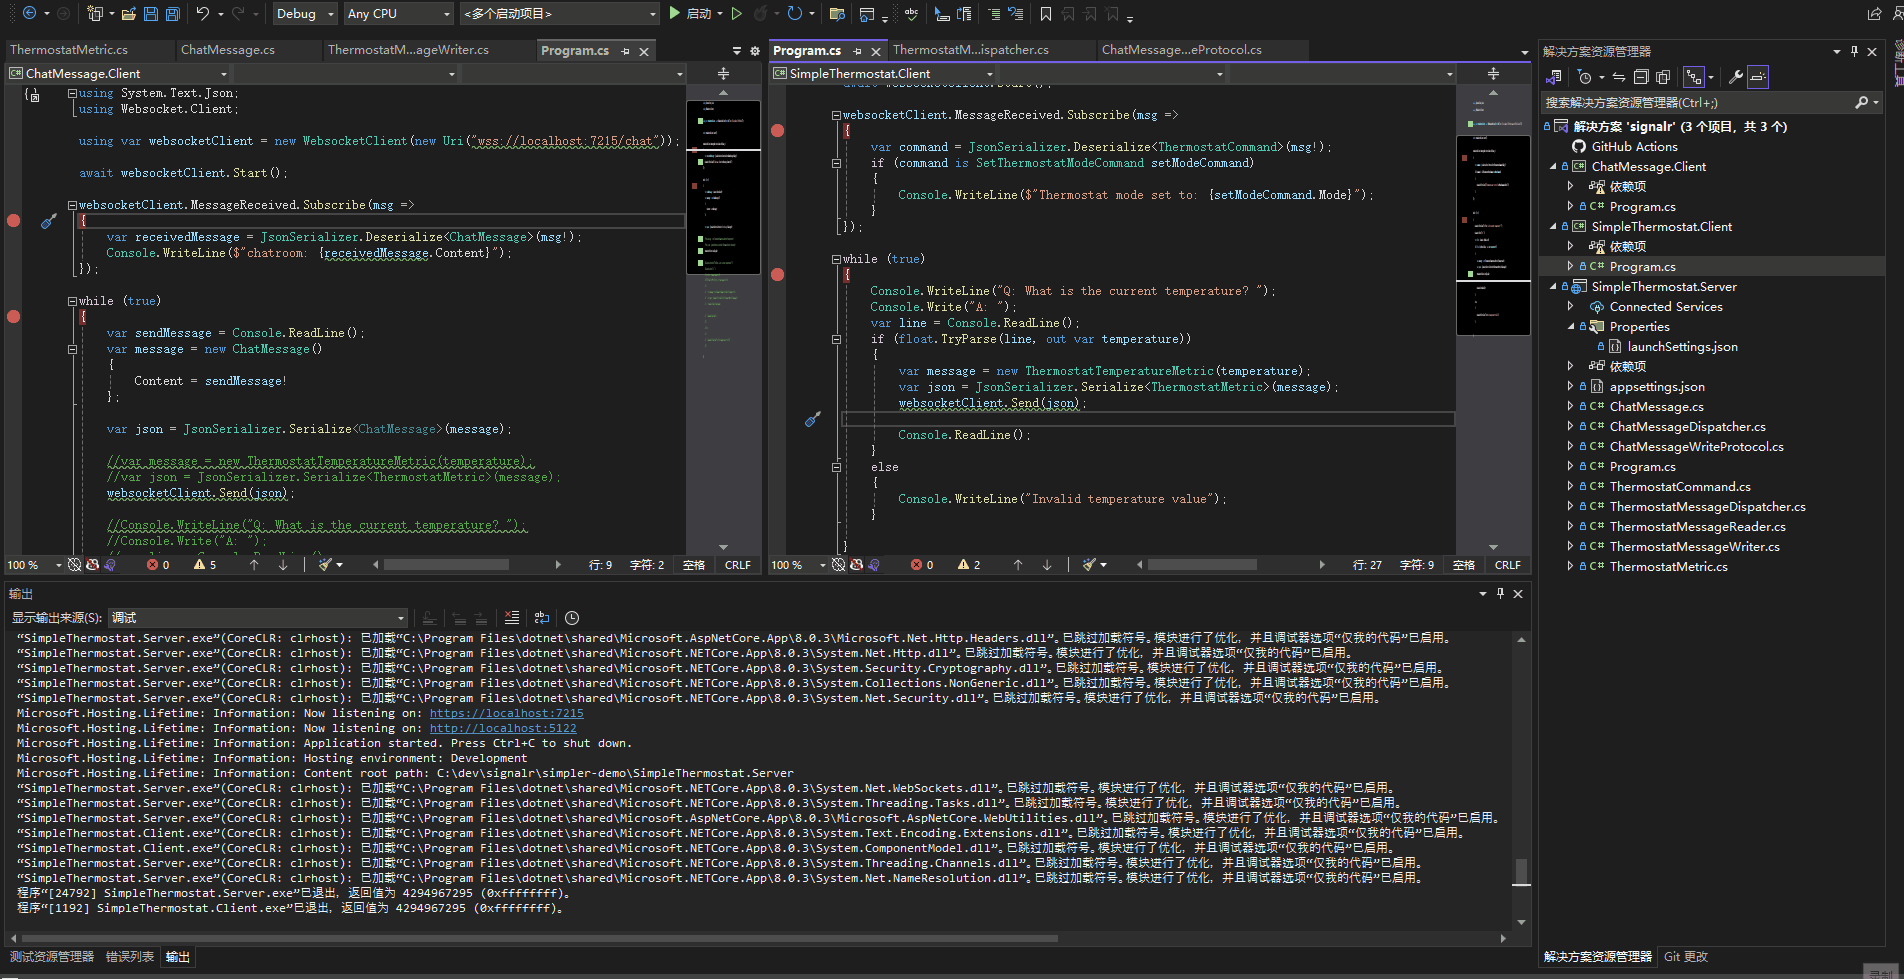 Debug Any CPU <多个启动项目> 启动
ThermostatMetric.cs ChatMessage.cs ThermostatM...ageWriter.cs Program.cs
ChatMessage.Client
using System.Text.Json;
using Websocket.Client;
using var websocketClient = new WebsocketClient(new Uri("wss://localhost:7215/chat"));
await websocketClient.Start();
websocketClient.MessageReceived.Subscribe(msg =>
{
var receivedMessage = JsonSerializer.Deserialize<ChatMessage>(msg!);
Console.WriteLine($"chatroom: {receivedMessage.Content}");
});
while (true)
{
var sendMessage = Console.ReadLine();
var message = new ChatMessage()
{
Content = sendMessage!
};
var json = JsonSerializer.Serialize<ChatMessage>(message);
//var message = new ThermostatTemperatureMetric(temperature);
//var json = JsonSerializer.Serialize<ThermostatMetric>(message);
websocketClient.Send(json);
//Console.WriteLine("Q: What is the current temperature? ");
//Console.Write("A: ");
100 % 0 5 行: 9 字符: 2 空格 CRLF
Program.cs ThermostatM...ispatcher.cs ChatMessage...eProtocol.cs
SimpleThermostat.Client
websocketClient.MessageReceived.Subscribe(msg =>
{
var command = JsonSerializer.Deserialize<ThermostatCommand>(msg!);
if (command is SetThermostatModeCommand setModeCommand)
{
Console.WriteLine($"Thermostat mode set to: {setModeCommand.Mode}");
}
});
while (true)
{
Console.WriteLine("Q: What is the current temperature? ");
Console.Write("A: ");
var line = Console.ReadLine();
if (float.TryParse(line, out var temperature))
{
var message = new ThermostatTemperatureMetric(temperature);
var json = JsonSerializer.Serialize<ThermostatMetric>(message);
websocketClient.Send(json);
Console.ReadLine();
}
else
{
Console.WriteLine("Invalid temperature value");
}
}
100 % 0 2 行: 27 字符: 9 空格 CRLF
解决方案资源管理器
搜索解决方案资源管理器(Ctrl+;)
解决方案 'signalr' (3 个项目，共 3 个)
GitHub Actions
ChatMessage.Client
依赖项
C# Program.cs
SimpleThermostat.Client
依赖项
C# Program.cs
SimpleThermostat.Server
Connected Services
Properties
launchSettings.json
依赖项
appsettings.json
C# ChatMessage.cs
C# ChatMessageDispatcher.cs
C# ChatMessageWriteProtocol.cs
C# Program.cs
C# ThermostatCommand.cs
C# ThermostatMessageDispatcher.cs
C# ThermostatMessageReader.cs
C# ThermostatMessageWriter.cs
C# ThermostatMetric.cs
解决方案资源管理器 Git 更改
输出
显示输出来源(S): 调试
“SimpleThermostat.Server.exe”(CoreCLR: clrhost): 已加载“C:\Program Files\dotnet\shared\Microsoft.AspNetCore.App\8.0.3\Microsoft.Net.Http.Headers.dll”。已跳过加载符号。模块进行了优化，并且调试器选项“仅我的代码”已启用。
“SimpleThermostat.Server.exe”(CoreCLR: clrhost): 已加载“C:\Program Files\dotnet\shared\Microsoft.NETCore.App\8.0.3\System.Net.Http.dll”。已跳过加载符号。模块进行了优化，并且调试器选项“仅我的代码”已启用。
“SimpleThermostat.Server.exe”(CoreCLR: clrhost): 已加载“C:\Program Files\dotnet\shared\Microsoft.NETCore.App\8.0.3\System.Security.Cryptography.dll”。已跳过加载符号。模块进行了优化，并且调试器选项“仅我的代码”已启用。
“SimpleThermostat.Server.exe”(CoreCLR: clrhost): 已加载“C:\Program Files\dotnet\shared\Microsoft.NETCore.App\8.0.3\System.Collections.NonGeneric.dll”。已跳过加载符号。模块进行了优化，并且调试器选项“仅我的代码”已启用。
“SimpleThermostat.Server.exe”(CoreCLR: clrhost): 已加载“C:\Program Files\dotnet\shared\Microsoft.NETCore.App\8.0.3\System.Net.Security.dll”。已跳过加载符号。模块进行了优化，并且调试器选项“仅我的代码”已启用。
Microsoft.Hosting.Lifetime: Information: Now listening on: https://localhost:7215
Microsoft.Hosting.Lifetime: Information: Now listening on: http://localhost:5122
Microsoft.Hosting.Lifetime: Information: Application started. Press Ctrl+C to shut down.
Microsoft.Hosting.Lifetime: Information: Hosting environment: Development
Microsoft.Hosting.Lifetime: Information: Content root path: C:\dev\signalr\simpler-demo\SimpleThermostat.Server
“SimpleThermostat.Server.exe”(CoreCLR: clrhost): 已加载“C:\Program Files\dotnet\shared\Microsoft.NETCore.App\8.0.3\System.Net.WebSockets.dll”。已跳过加载符号。模块进行了优化，并且调试器选项“仅我的代码”已启用。
“SimpleThermostat.Server.exe”(CoreCLR: clrhost): 已加载“C:\Program Files\dotnet\shared\Microsoft.NETCore.App\8.0.3\System.Threading.Tasks.dll”。已跳过加载符号。模块进行了优化，并且调试器选项“仅我的代码”已启用。
“SimpleThermostat.Server.exe”(CoreCLR: clrhost): 已加载“C:\Program Files\dotnet\shared\Microsoft.AspNetCore.App\8.0.3\Microsoft.AspNetCore.WebUtilities.dll”。已跳过加载符号。模块进行了优化，并且调试器选项“仅我的代码”已启用。
“SimpleThermostat.Client.exe”(CoreCLR: clrhost): 已加载“C:\Program Files\dotnet\shared\Microsoft.NETCore.App\8.0.3\System.Text.Encoding.Extensions.dll”。已跳过加载符号。模块进行了优化，并且调试器选项“仅我的代码”已启用。
“SimpleThermostat.Client.exe”(CoreCLR: clrhost): 已加载“C:\Program Files\dotnet\shared\Microsoft.NETCore.App\8.0.3\System.ComponentModel.dll”。已跳过加载符号。模块进行了优化，并且调试器选项“仅我的代码”已启用。
“SimpleThermostat.Server.exe”(CoreCLR: clrhost): 已加载“C:\Program Files\dotnet\shared\Microsoft.NETCore.App\8.0.3\System.Threading.Channels.dll”。已跳过加载符号。模块进行了优化，并且调试器选项“仅我的代码”已启用。
“SimpleThermostat.Server.exe”(CoreCLR: clrhost): 已加载“C:\Program Files\dotnet\shared\Microsoft.NETCore.App\8.0.3\System.Net.NameResolution.dll”。已跳过加载符号。模块进行了优化，并且调试器选项“仅我的代码”已启用。
程序“[24792] SimpleThermostat.Server.exe”已退出，返回值为 4294967295 (0xffffffff)。
程序“[1192] SimpleThermostat.Client.exe”已退出，返回值为 4294967295 (0xffffffff)。
测试资源管理器 错误列表 输出